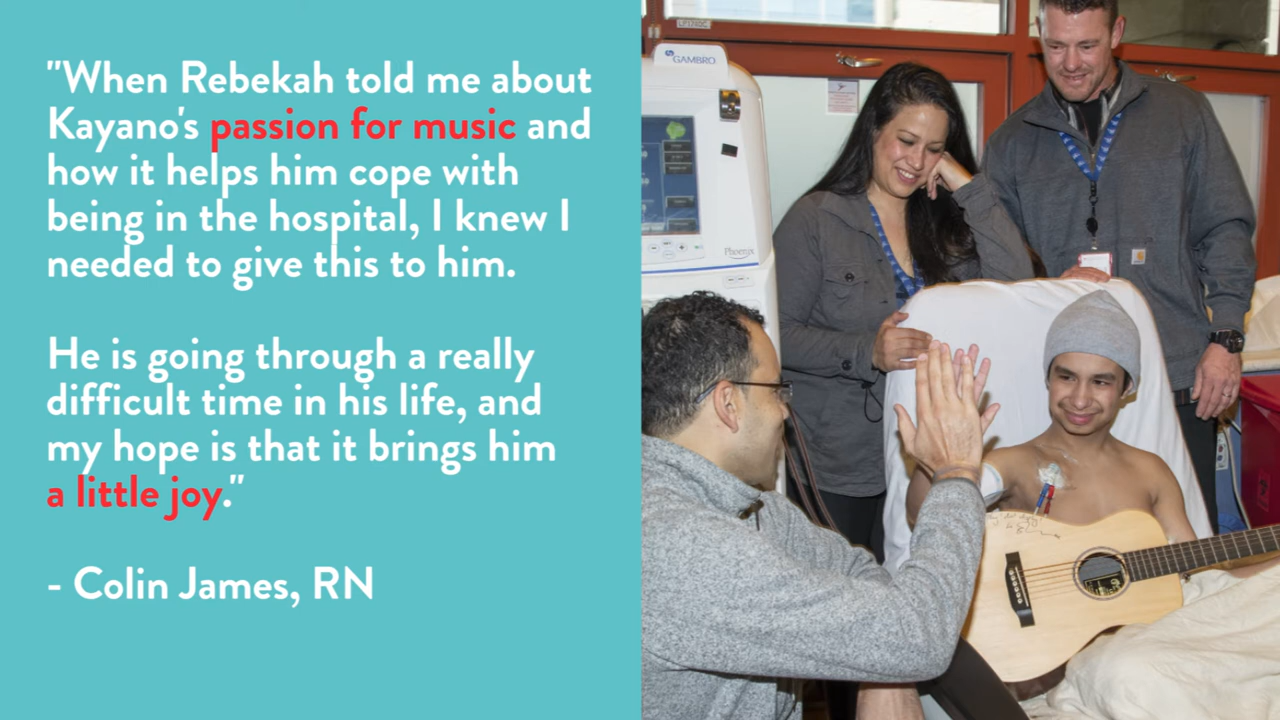 "When Rebekah told me about
Kayano's passion for music and
how it helps him cope with
being in the hospital, I knew I
needed to give this to him.
He is going through a really
difficult time in his life, and
my hope is that it brings him
a little joy."
- Colin James, RN
GAMBRO
Phoenix